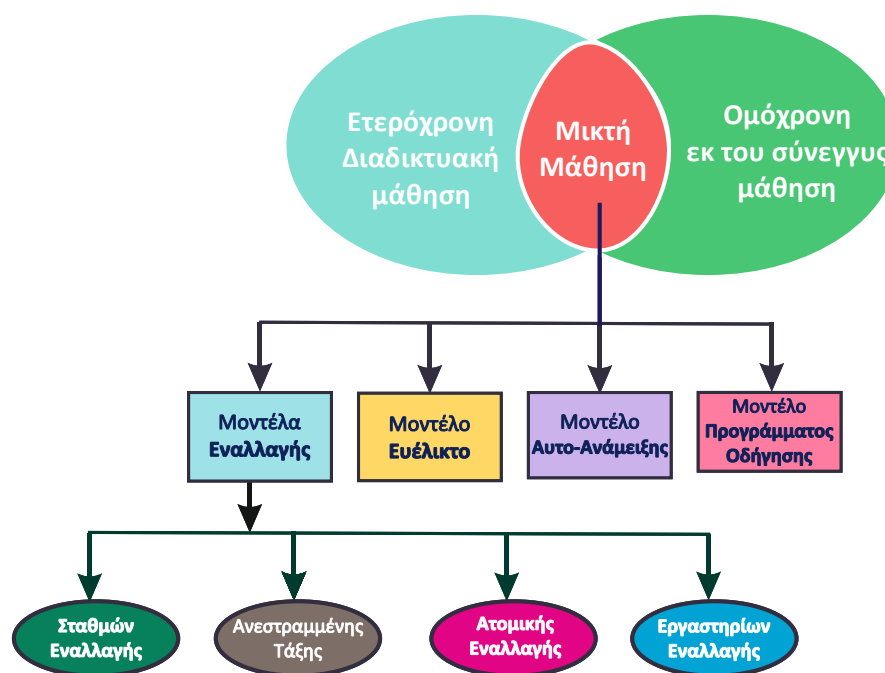 Ετερόχρονη
Διαδικτυακή
μάθηση
Μικτή
Μάθηση
Ομόχρονη
εκ του σύνεγγυς
μάθηση
Μοντέλα
Εναλλαγής
Μοντέλο
Ευέλικτο
Μοντέλο
Αυτο-Ανάμειξης
Μοντέλο
Προγράμματος
Οδήγησης
Σταθμών
Εναλλαγής
Ανεστραμμένης
Τάξης
Ατομικής
Εναλλαγής
Εργαστηρίων
Εναλλαγής